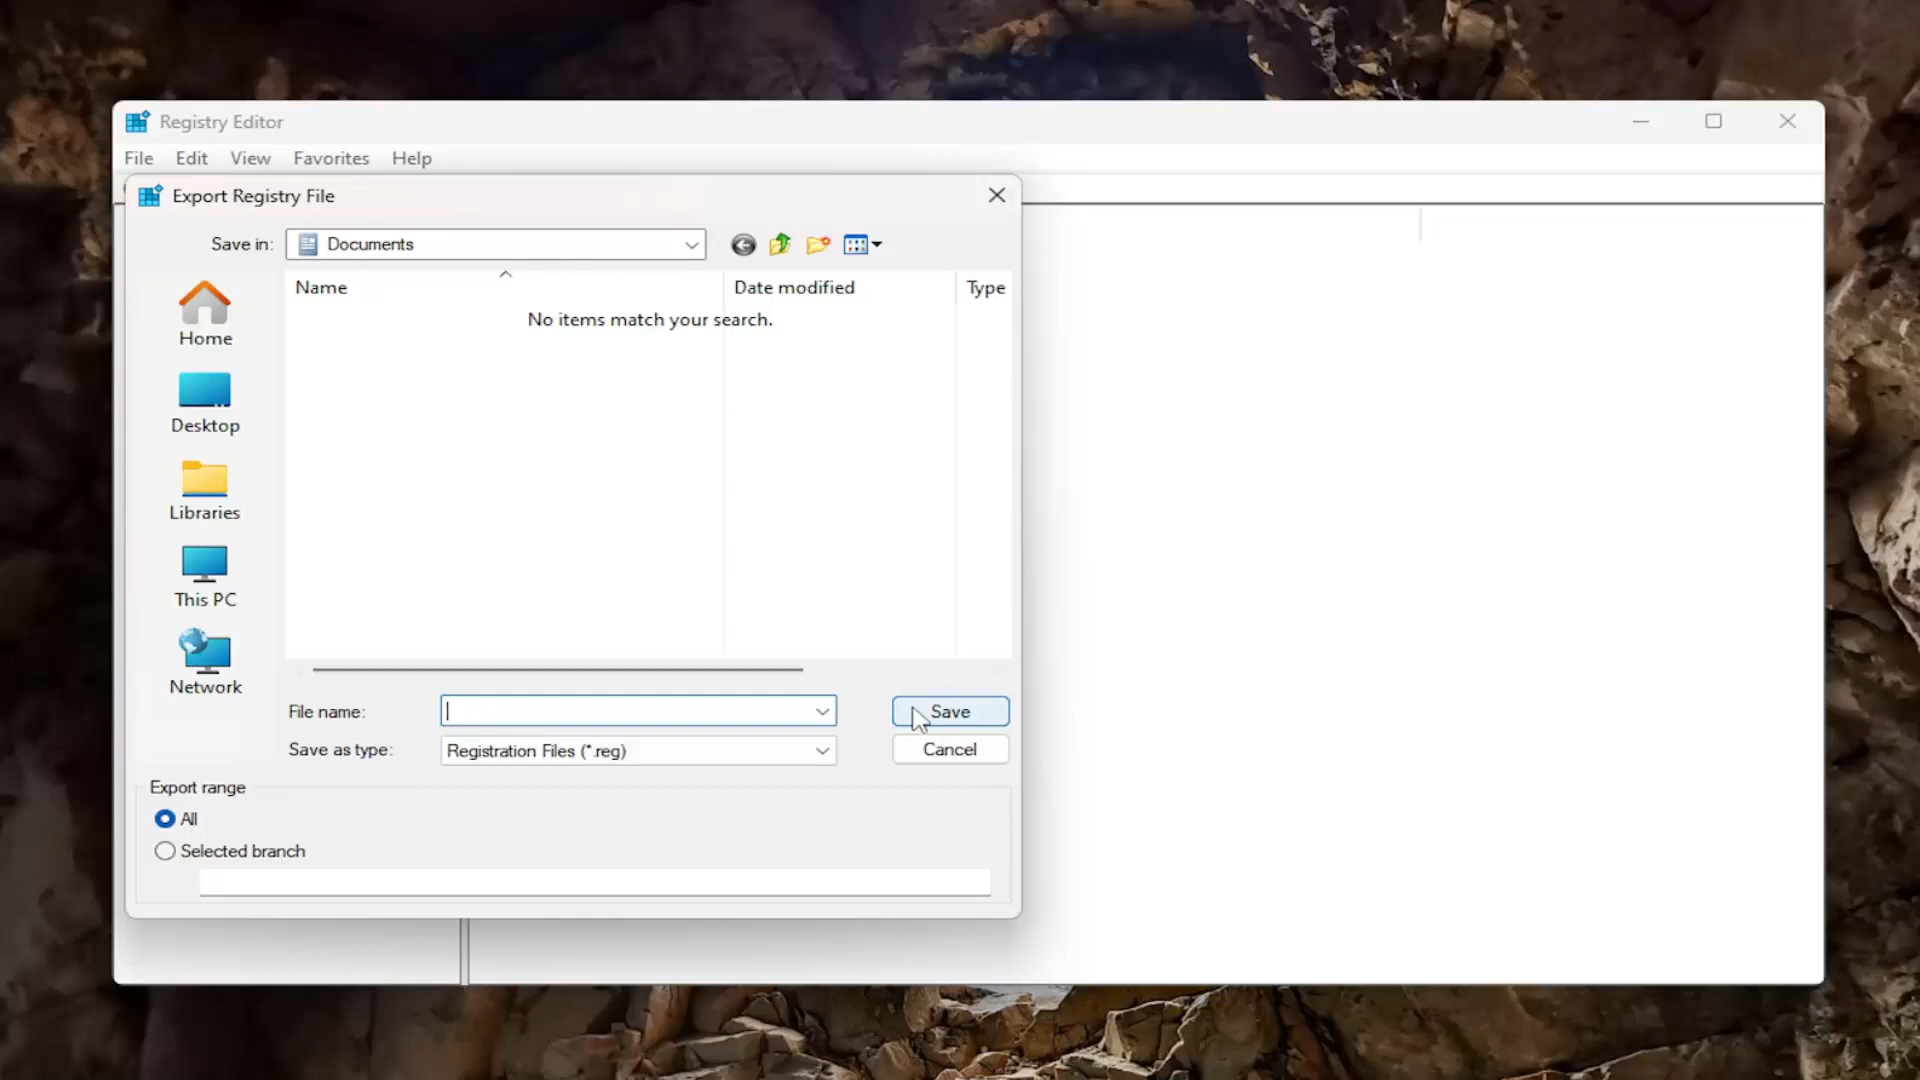 Registry Editor
File Edit View Favorites Help
Export Registry File
Save in: Documents
Name Date modified Type
No items match your search.
Home
Desktop
Libraries
This PC
Network
File name: Save
Save as type: Registration Files (*.reg) Cancel
Export range
All
Selected branch